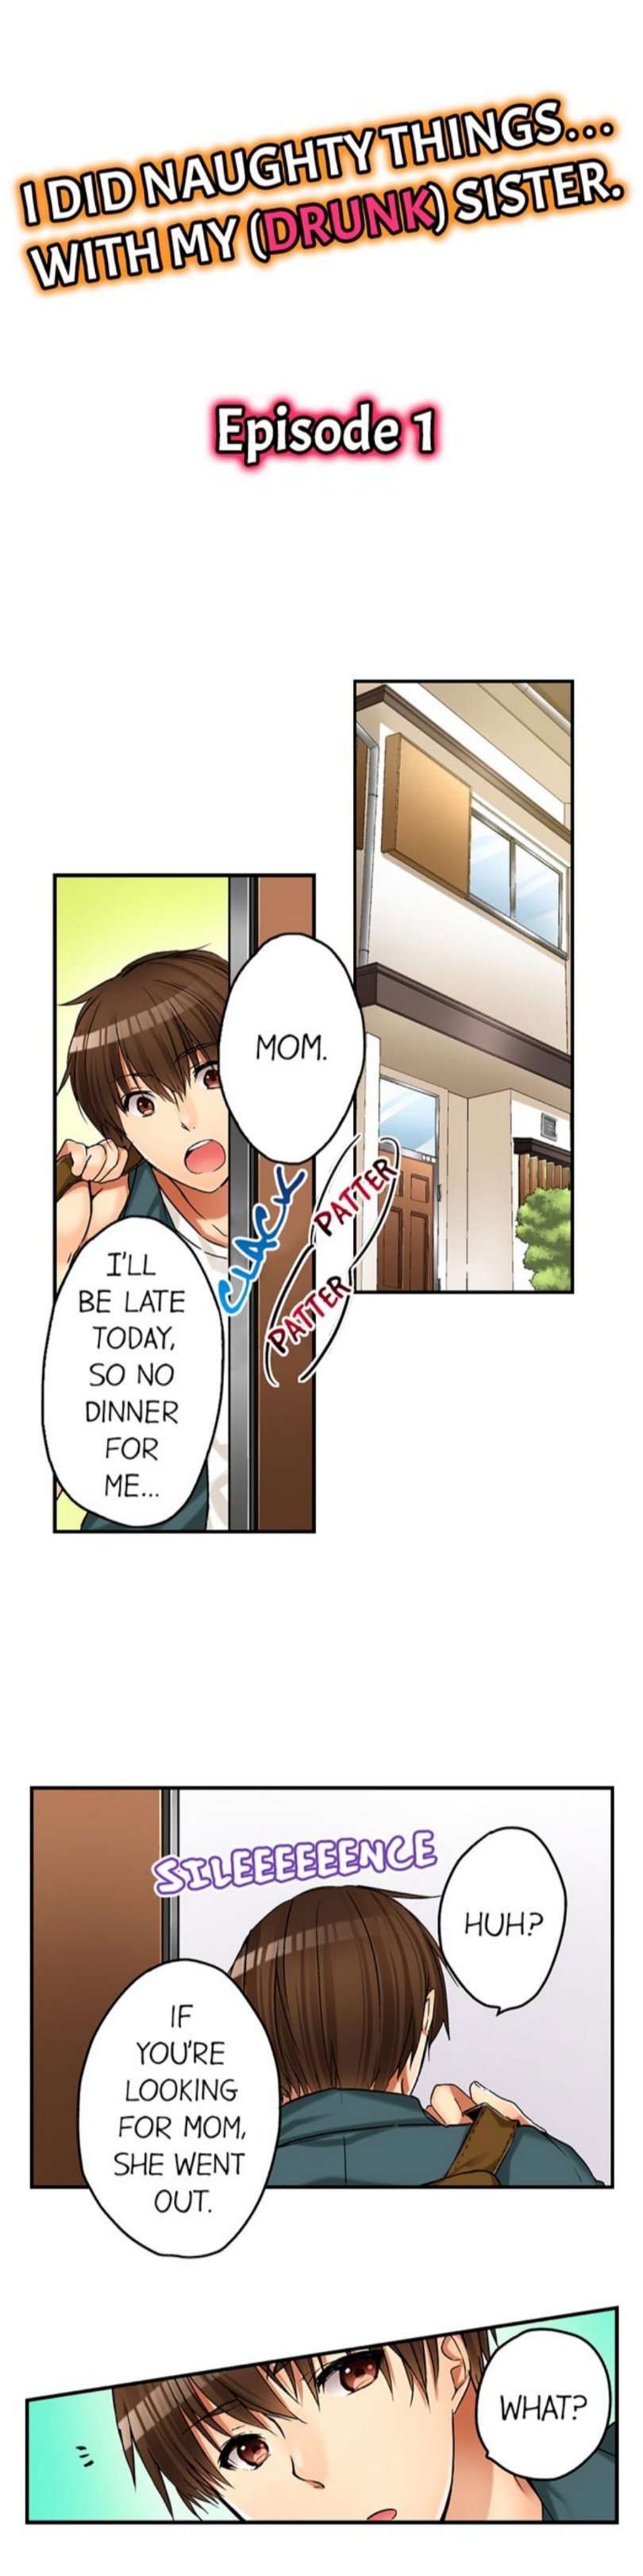 I DID NAUGHTY THINGS...
WITH MY (DRUNK) SISTER.
Episode 1
MOM.
PATTER
PATTER
CLACK
I'LL
BE LATE
TODAY,
SO NO
DINNER
FOR
ME...
SILEEEEEEENCE
HUH?
IF
YOU'RE
LOOKING
FOR MOM,
SHE WENT
OUT.
WHAT?